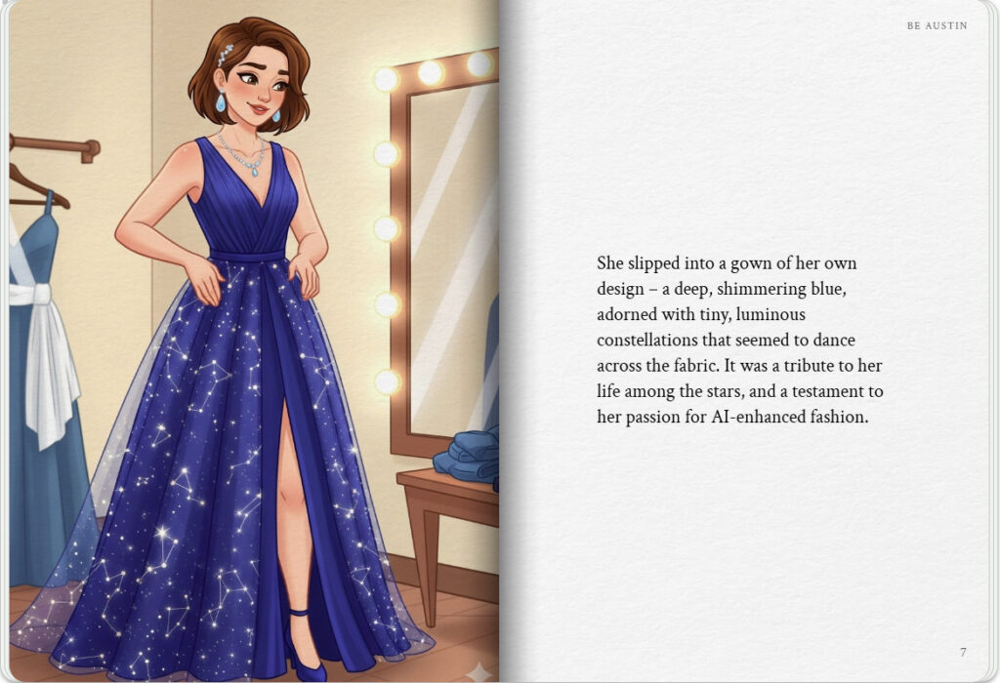 BE AUSTIN
She slipped into a gown of her own
design – a deep, shimmering blue,
adorned with tiny, luminous
constellations that seemed to dance
across the fabric. It was a tribute to her
life among the stars, and a testament to
her passion for AI-enhanced fashion.
7